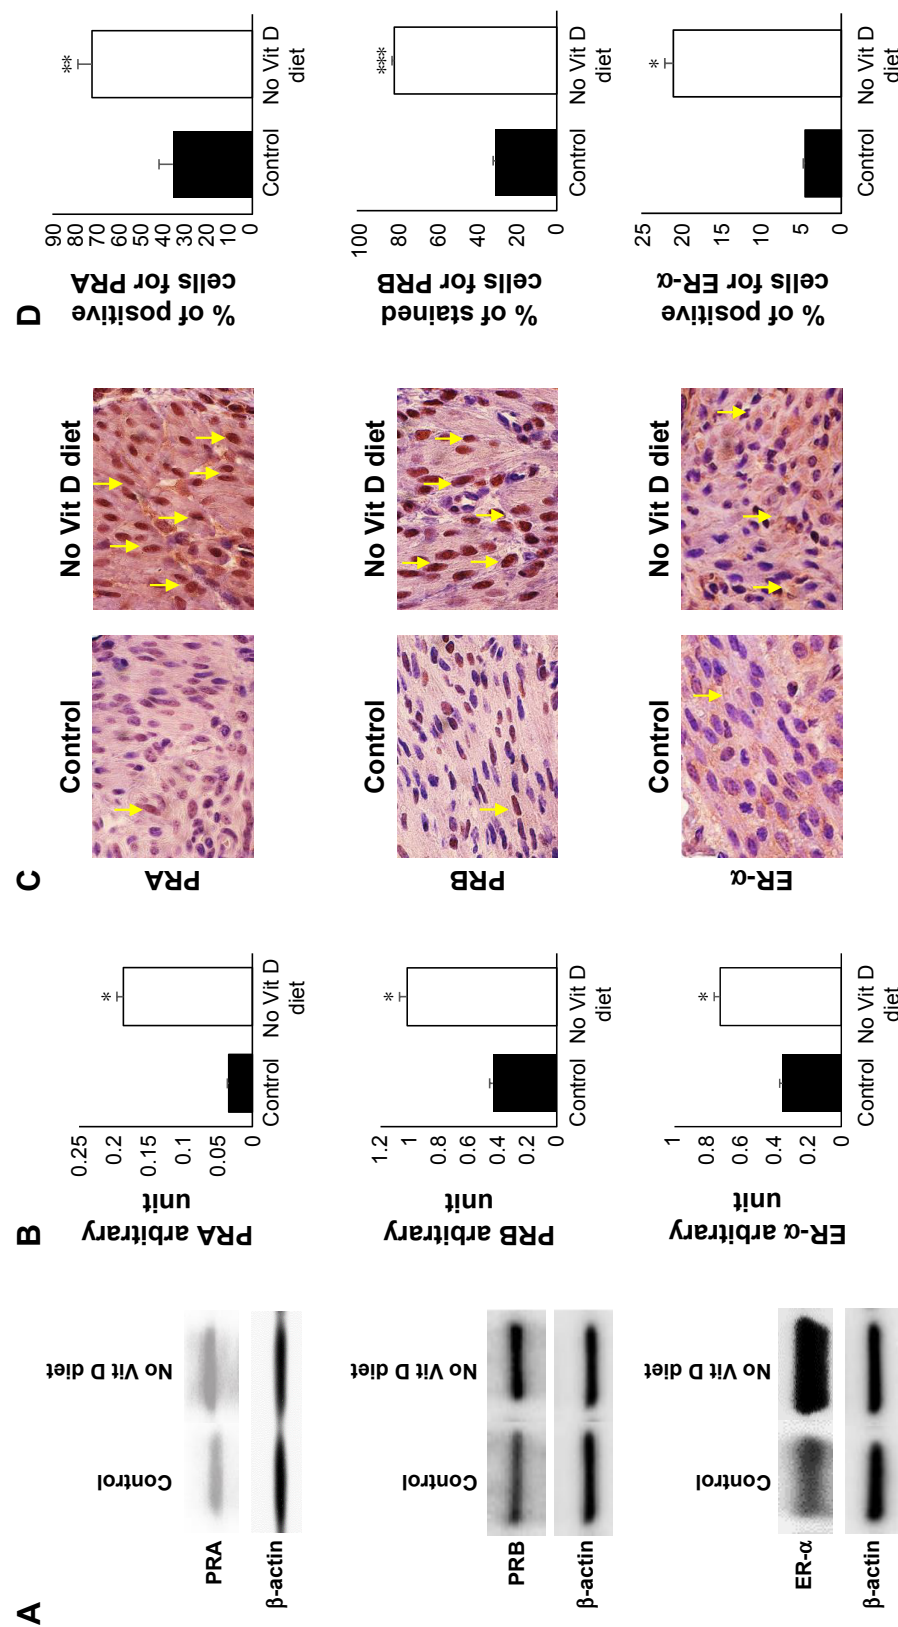 A
Control
No Vit D diet
PRA
β-actin
Control
No Vit D diet
PRB
β-actin
Control
No Vit D diet
ER-α
β-actin
B
PRA arbitrary
unit
0.25
0.2
0.15
0.1
0.05
0
*
Control
No Vit D
diet
PRB arbitrary
unit
1.2
1
0.8
0.6
0.4
0.2
0
*
Control
No Vit D
diet
ER-α arbitrary
unit
1
0.8
0.6
0.4
0.2
0
*
Control
No Vit D
diet
C
Control
No Vit D diet
PRA
Control
No Vit D diet
PRB
Control
No Vit D diet
ER-α
D
% of positive
cells for PRA
90
80
70
60
50
40
30
20
10
0
**
Control
No Vit D
diet
% of stained
cells for PRB
100
80
60
40
20
0
***
Control
No Vit D
diet
% of positive
cells for ER-α
25
20
15
10
5
0
*
Control
No Vit D
diet